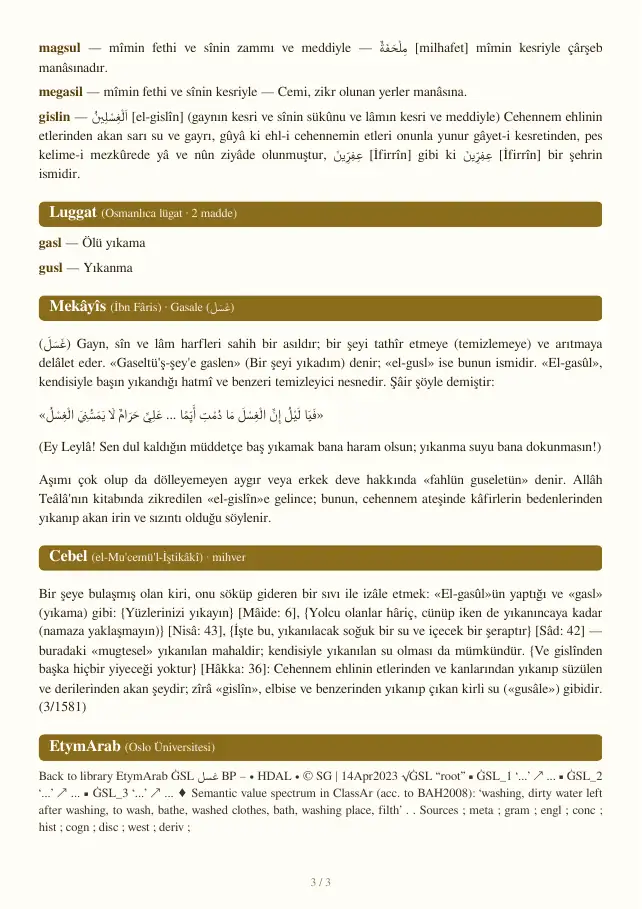 magsul — mîmin fethi ve sînin zammı ve meddiyle — مِلْحَفَةٌ [milhafet] mîmin kesriyle çârşeb
manâsınadır.
megasil — mîmin fethi ve sînin kesriyle — Cemi, zikr olunan yerler manâsına.
gislin — اَلْغِسْلِينُ [el-gislîn] (gaynın kesri ve sînin sükûnu ve lâmın kesri ve meddiyle) Cehennem ehlinin
etlerinden akan sarı su ve gayrı, gûyâ ki ehl-i cehennemin etleri onunla yunur gâyet-i kesretinden, pes
kelime-i mezkûrede yâ ve nûn ziyâde olunmuştur, عِفِرِّينَ [İfirrîn] gibi ki عِفِرِّينَ [İfirrîn] bir şehrin
ismidir.
Luggat (Osmanlıca lügat · 2 madde)
gasl — Ölü yıkama
gusl — Yıkanma
Mekâyîs (İbn Fâris) · Gasale (غَسَلَ)
(غَسَلَ) Gayn, sîn ve lâm harfleri sahih bir asıldır; bir şeyi tathîr etmeye (temizlemeye) ve arıtmaya
delâlet eder. «Gaseltü'ş-şey'e gaslen» (Bir şeyi yıkadım) denir; «el-gusl» ise bunun ismidir. «El-gasûl»,
kendisiyle başın yıkandığı hatmî ve benzeri temizleyici nesnedir. Şâir şöyle demiştir:
«فَيَا لَيْلُ إِنَّ الْغِسْلَ مَا دُمْتِ أَيِّمًا ... عَلَيَّ حَرَامٌ لَا يَمَسُّنِيَ الْغِسْلُ»
(Ey Leylâ! Sen dul kaldığın müddetçe baş yıkamak bana haram olsun; yıkanma suyu bana dokunmasın!)
Aşımı çok olup da dölleyemeyen aygır veya erkek deve hakkında «fahlün guseletün» denir. Allâh
Teâlâ'nın kitabında zikredilen «el-gislîn»e gelince; bunun, cehennem ateşinde kâfirlerin bedenlerinden
yıkanıp akan irin ve sızıntı olduğu söylenir.
Cebel (el-Mu'cemü'l-İştikâkî) · mihver
Bir şeye bulaşmış olan kiri, onu söküp gideren bir sıvı ile izâle etmek: «El-gasûl»ün yaptığı ve «gasl»
(yıkama) gibi: {Yüzlerinizi yıkayın} [Mâide: 6], {Yolcu olanlar hâriç, cünüp iken de yıkanıncaya kadar
(namaza yaklaşmayın)} [Nisâ: 43], {İşte bu, yıkanılacak soğuk bir su ve içecek bir şeraptır} [Sâd: 42] —
buradaki «mugtesel» yıkanılan mahaldir; kendisiyle yıkanılan su olması da mümkündür. {Ve gislînden
başka hiçbir yiyeceği yoktur} [Hâkka: 36]: Cehennem ehlinin etlerinden ve kanlarından yıkanıp süzülen
ve derilerinden akan şeydir; zîrâ «gislîn», elbise ve benzerinden yıkanıp çıkan kirli su («gusâle») gibidir.
(3/1581)
EtymArab (Oslo Üniversitesi)
Back to library EtymArab ĠSL غسل BP – • HDAL • © SG | 14Apr2023 √ĠSL “root” ▪ ĠSL_1 ‘...’ ↗ ... ▪ ĠSL_2
‘...’ ↗ ... ▪ ĠSL_3 ‘...’ ↗ ... ♦ Semantic value spectrum in ClassAr (acc. to BAH2008): ‘washing, dirty water left
after washing, to wash, bathe, washed clothes, bath, washing place, filth’ . . Sources ; meta ; gram ; engl ; conc ;
hist ; cogn ; disc ; west ; deriv ;
3 / 3